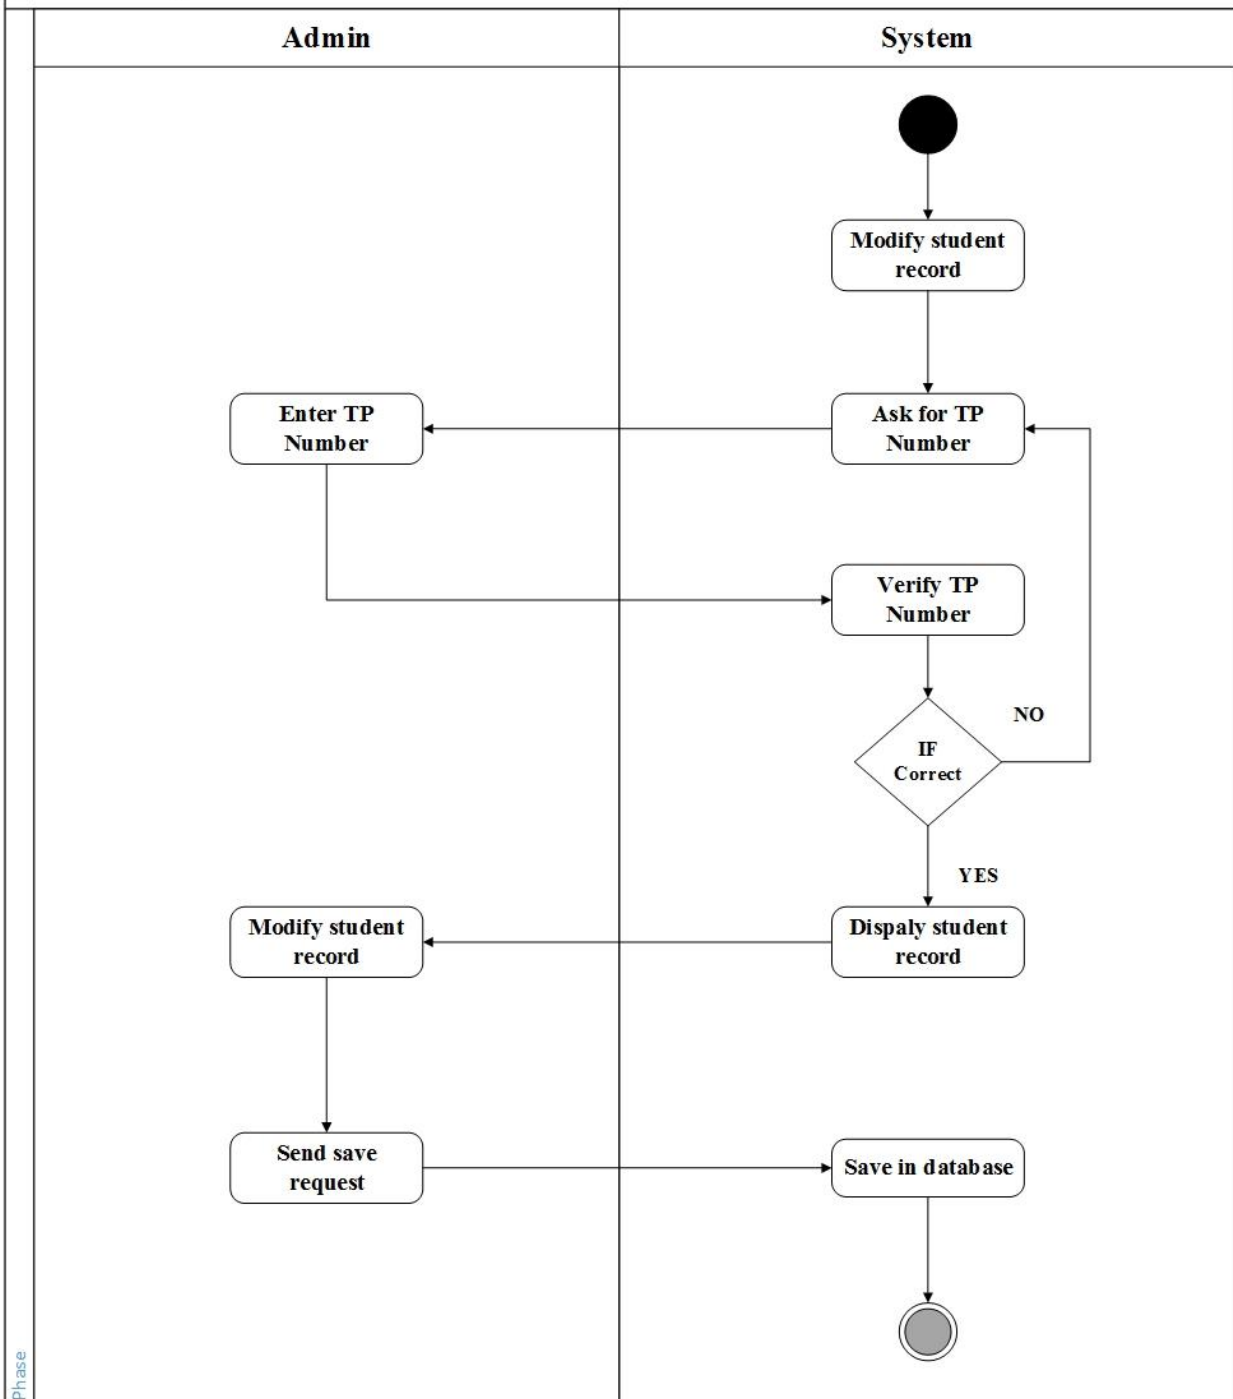 Admin
System
Modify student
record
Enter TP
Number
Ask for TP
Number
Verify TP
Number
NO
IF
Correct
YES
Modify student
record
Dispaly student
record
Send save
request
Save in database
Phase